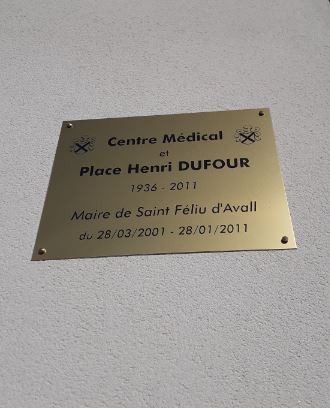 Centre Médical
et
Place Henri DUFOUR
1936 - 2011
Maire de Saint Féliu d'Avall
du 28/03/2001 - 28/01/2011